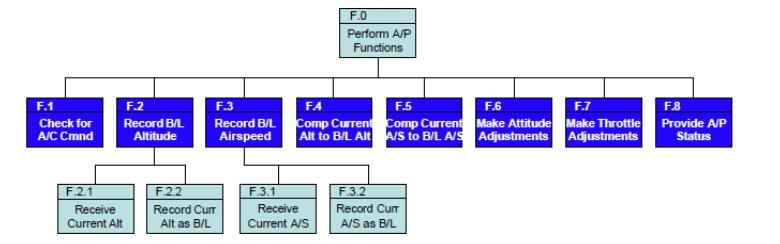 F.0
Perform A/P
Functions
F.1
Check for
A/C Cmnd
F.2
Record B/L
Altitude
F.3
Record B/L
Airspeed
F.4
Comp Current
Alt to B/L Alt
F.5
Comp Current
A/S to B/L A/S
F.6
Make Attitude
Adjustments
F.7
Make Throttle
Adjustments
F.8
Provide A/P
Status
F.2.1
Receive
Current Alt
F.2.2
Record Curr
Alt as B/L
F.3.1
Receive
Current A/S
F.3.2
Record Curr
A/S as B/L